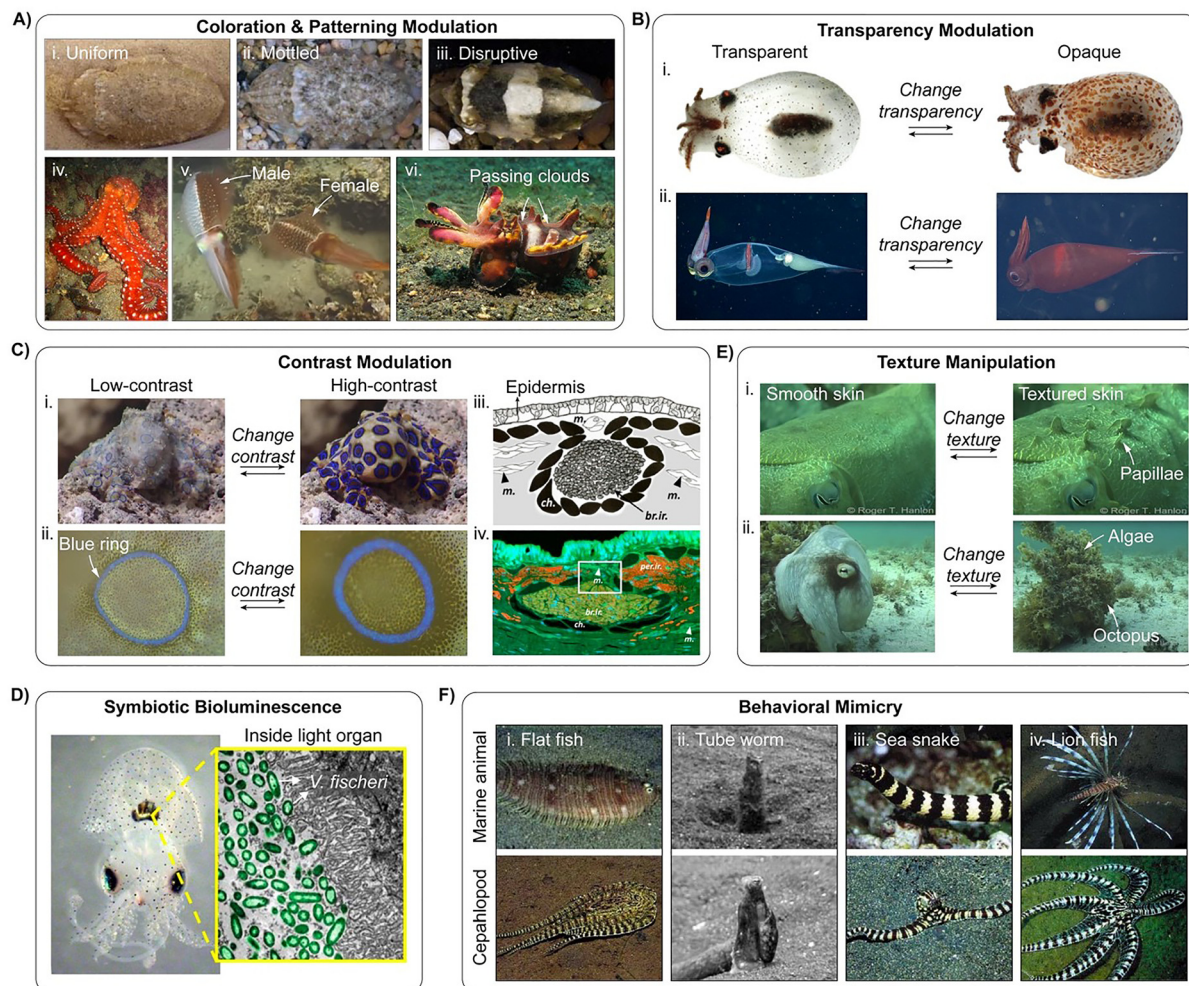 A)
Coloration & Patterning Modulation
i. Uniform
ii. Mottled
iii. Disruptive
iv.
v.
Male
Female
vi.
Passing clouds
B)
Transparency Modulation
Transparent
Opaque
i.
Change
transparency
ii.
Change
transparency
C)
Contrast Modulation
Low-contrast
High-contrast
i.
Change
contrast
ii.
Blue ring
Change
contrast
iii.
Epidermis
m.
m.
m.
ch.
br.ir.
iv.
m.
per.ir.
br.ir.
ch.
m.
E)
Texture Manipulation
i.
Smooth skin
Change
texture
Textured skin
Papillae
© Roger T. Hanlon
© Roger T. Hanlon
ii.
Change
texture
Algae
Octopus
D)
Symbiotic Bioluminescence
Inside light organ
V. fischeri
F)
Behavioral Mimicry
Marine animal
i. Flat fish
ii. Tube worm
iii. Sea snake
iv. Lion fish
Cepahlopod